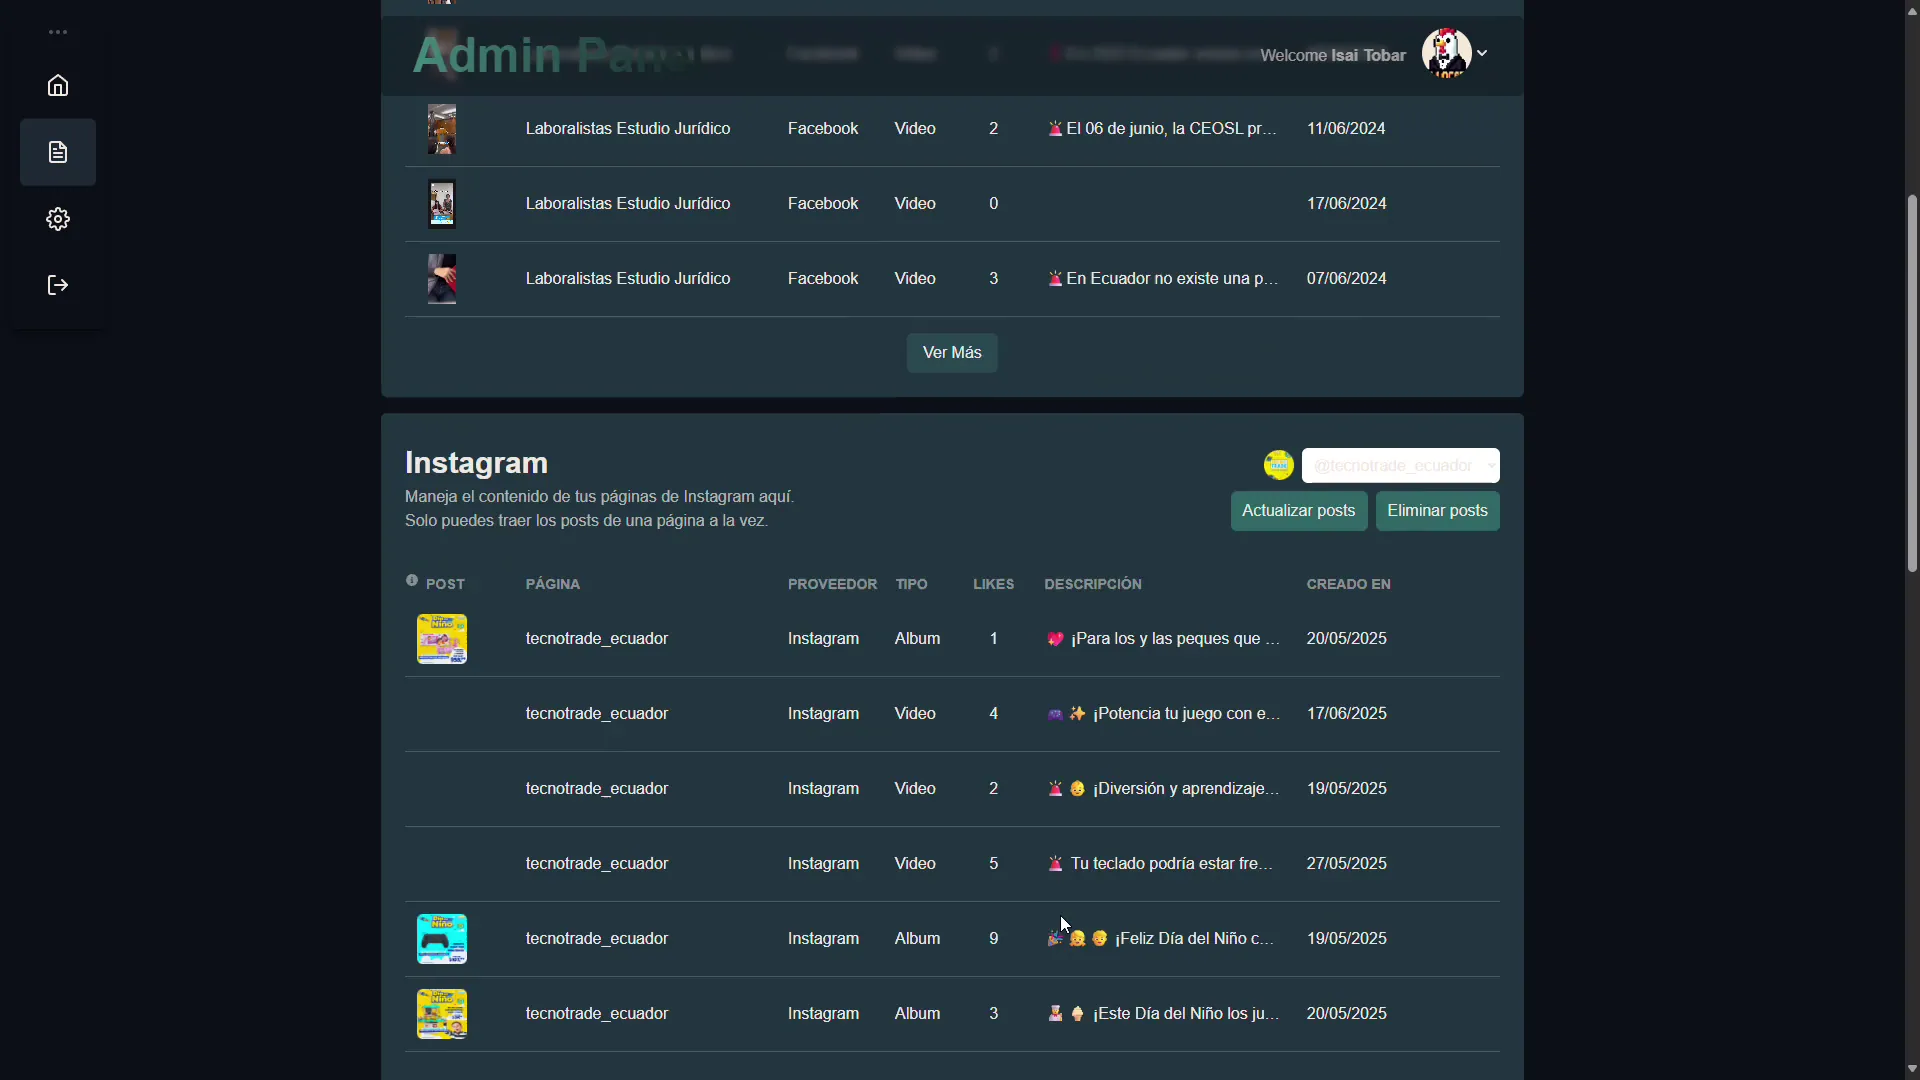 Admin Panel
Welcome Isai Tobar
Laboralistas Estudio Jurídico Facebook Video 2 🚨 El 06 de junio, la CEOSL pr... 11/06/2024
Laboralistas Estudio Jurídico Facebook Video 0 17/06/2024
Laboralistas Estudio Jurídico Facebook Video 3 🚨 En Ecuador no existe una p... 07/06/2024
Ver Más
Instagram
@tecnotrade_ecuador
Maneja el contenido de tus páginas de Instagram aquí.
Solo puedes traer los posts de una página a la vez.
Actualizar posts Eliminar posts
POST PÁGINA PROVEEDOR TIPO LIKES DESCRIPCIÓN CREADO EN
tecnotrade_ecuador Instagram Album 1 💖 ¡Para los y las peques que ... 20/05/2025
tecnotrade_ecuador Instagram Video 4 🎮 ✨ ¡Potencia tu juego con e... 17/06/2025
tecnotrade_ecuador Instagram Video 2 🚨 👶 ¡Diversión y aprendizaje... 19/05/2025
tecnotrade_ecuador Instagram Video 5 🚨 Tu teclado podría estar fre... 27/05/2025
tecnotrade_ecuador Instagram Album 9 🎉 👧 👦 ¡Feliz Día del Niño c... 19/05/2025
tecnotrade_ecuador Instagram Album 3 🍦 ¡Este Día del Niño los ju... 20/05/2025